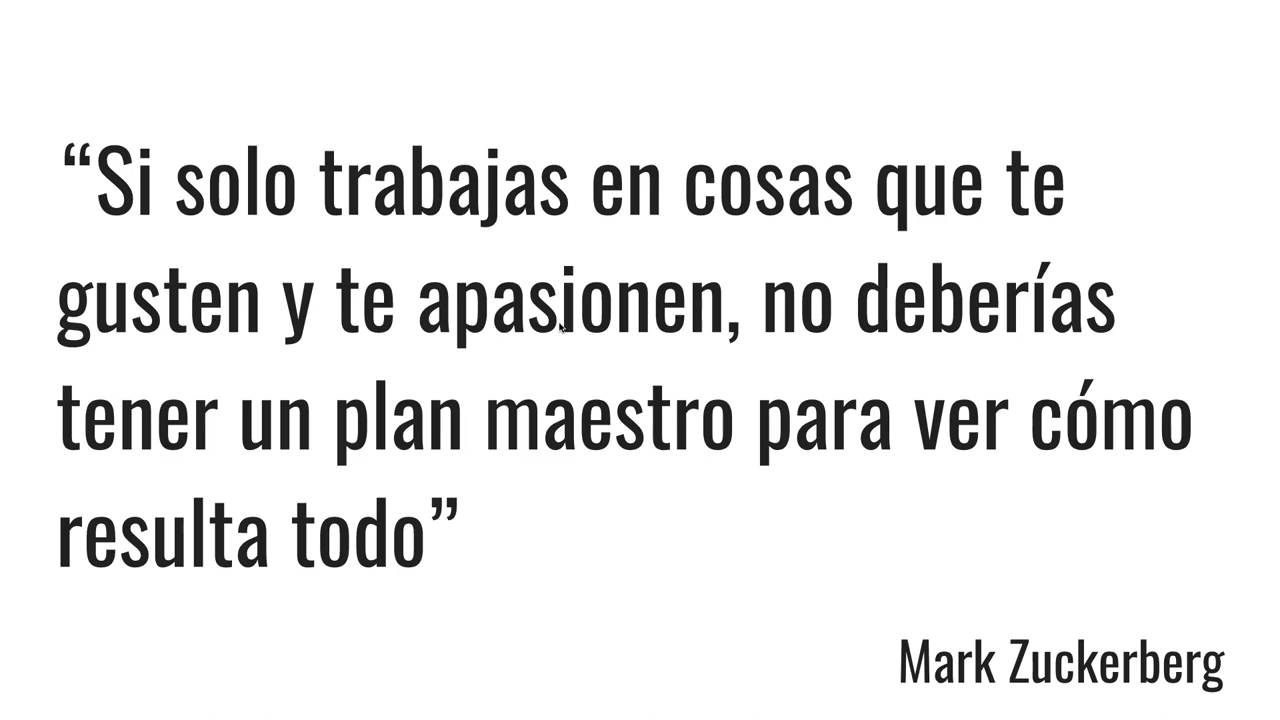 “Si solo trabajas en cosas que te
gusten y te apasionen, no deberías
tener un plan maestro para ver cómo
resulta todo”
Mark Zuckerberg